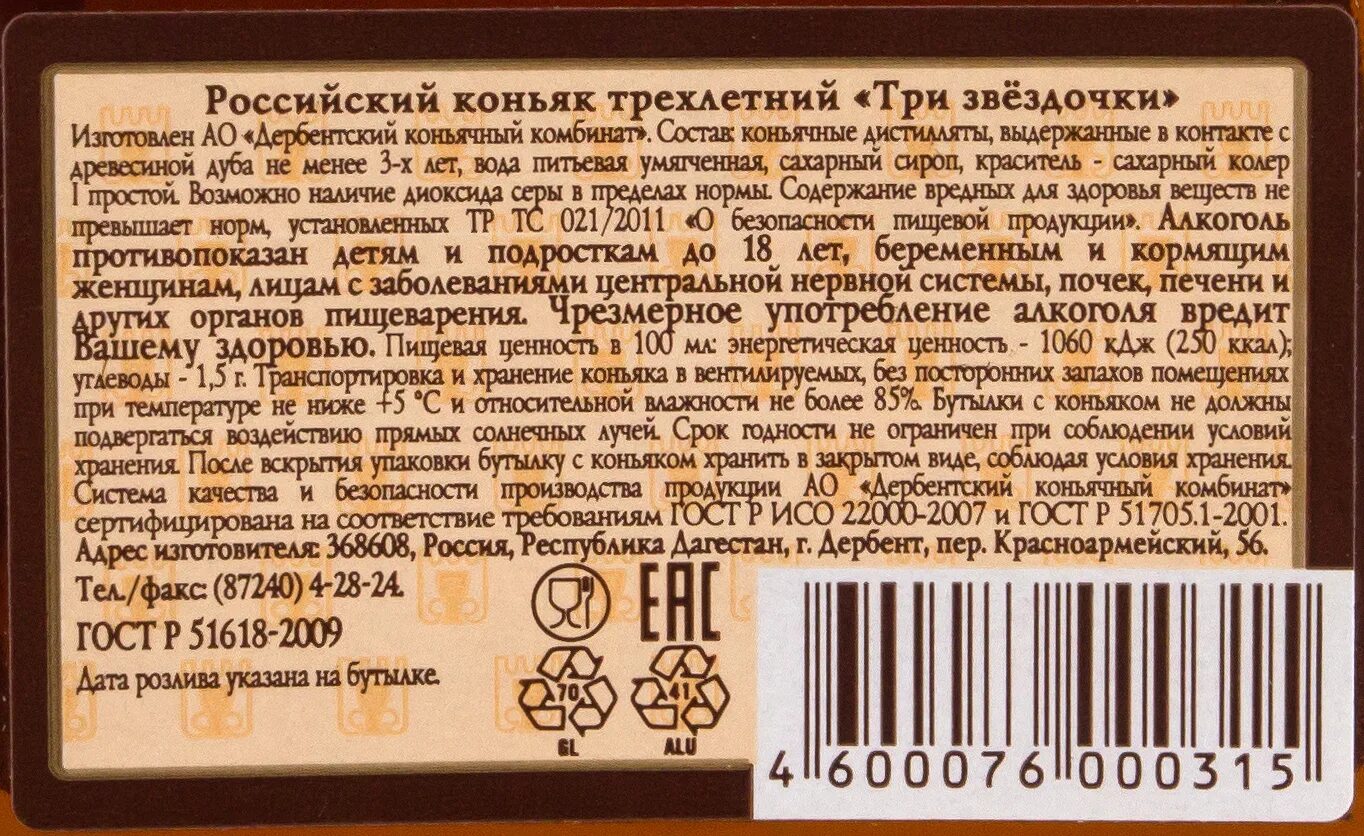 Российский коньяк трехлетний «Три звёздочки»
Изготовлен АО «Дербентский коньячный комбинат». Состав: коньячные дистилляты, выдержанные в контакте с
древесиной дуба не менее 3-х лет, вода питьевая умягченная, сахарный сироп, краситель - сахарный колер
I простой. Возможно наличие диоксида серы в пределах нормы. Содержание вредных для здоровья веществ не
превышает норм, установленных ТР ТС 021/2011 «О безопасности пищевой продукции». Алкоголь
противопоказан детям и подросткам до 18 лет, беременным и кормящим
женщинам, лицам с заболеваниями центральной нервной системы, почек, печени и
других органов пищеварения. Чрезмерное употребление алкоголя вредит
Вашему здоровью. Пищевая ценность в 100 мл: энергетическая ценность - 1060 кДж (250 ккал);
углеводы - 1,5 г. Транспортировка и хранение коньяка в вентилируемых, без посторонних запахов помещениях
при температуре не ниже +5 °С и относительной влажности не более 85%. Бутылки с коньяком не должны
подвергаться воздействию прямых солнечных лучей. Срок годности не ограничен при соблюдении условий
хранения. После вскрытия упаковки бутылку с коньяком хранить в закрытом виде, соблюдая условия хранения.
Система качества и безопасности производства продукции АО «Дербентский коньячный комбинат»
сертифицирована на соответствие требованиям ГОСТ Р ИСО 22000-2007 и ГОСТ Р 51705.1-2001.
Адрес изготовителя: 368608, Россия, Республика Дагестан, г. Дербент, пер. Красноармейский, 56.
Тел./факс: (87240) 4-28-24.
ГОСТ Р 51618-2009
Дата розлива указана на бутылке.
EAC
70
GL
41
ALU
4 600076 000315